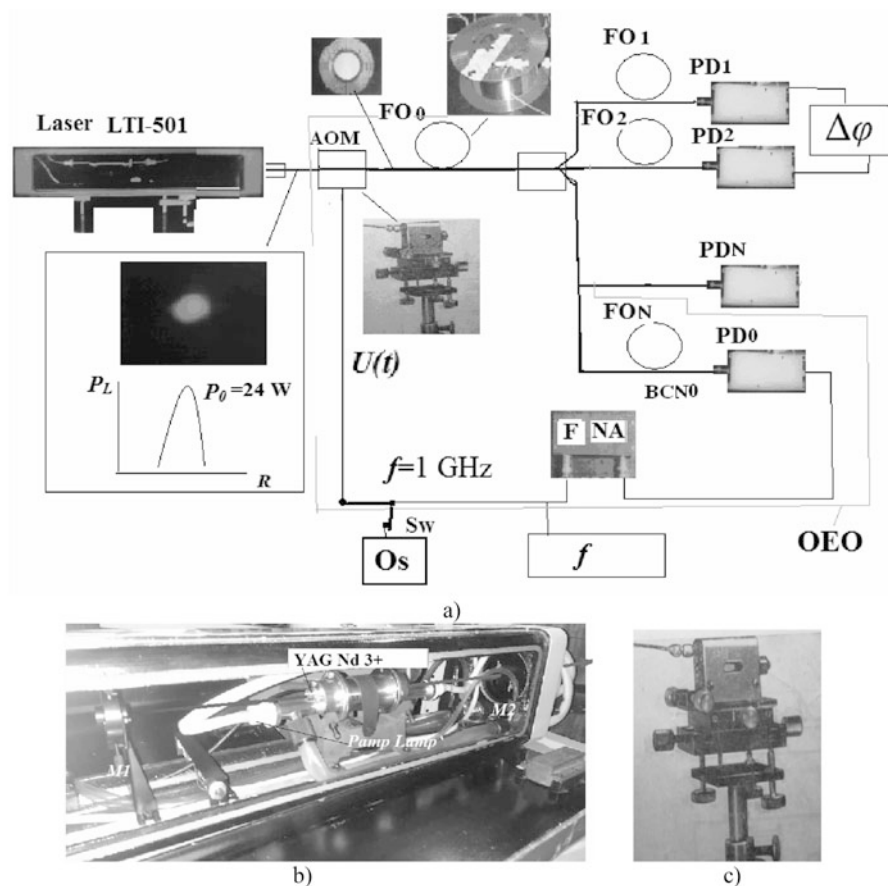 FO1
PD1
FO0
FO2
PD2
Δφ
Laser LTI-501
AOM
PDN
FON
PD0
U(t)
PL
P0 =24 W
BCN0
R
F NA
f=1 GHz
Sw
OEO
Os
f
a)
YAG Nd 3+
M2
Pamp Lamp
M1
b)
c)